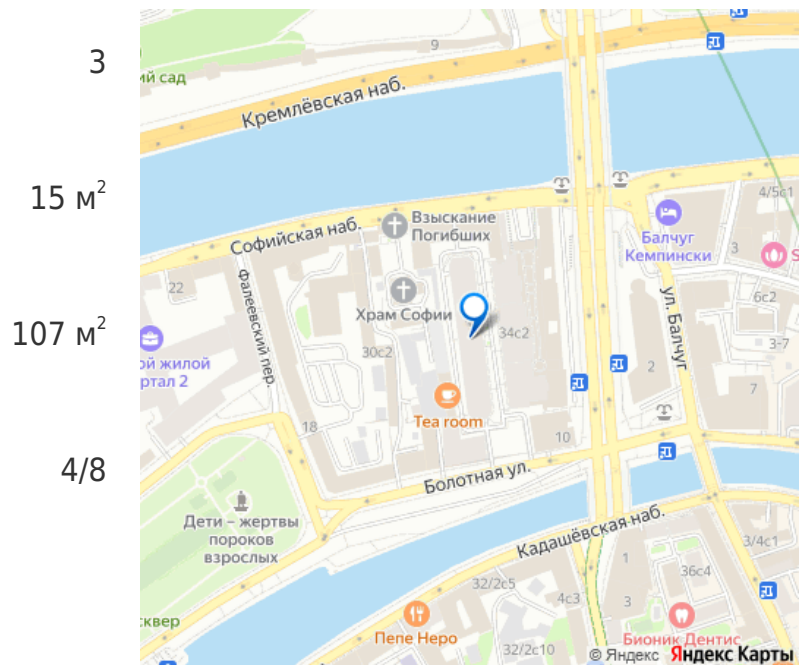 3
15 м²
107 м²
4/8
9
ий сад
Кремлёвская наб.
4/5с1
Взыскание
Погибших
Софийская наб.
Балчуг
Кемпински
3
S
22
Фалеевский пер.
Храм Софии
ул. Балчуг
6с2
3-7
34с2
30с2
ой жилой
ртал 2
2
7
Tea room
18
10
Болотная ул.
Дети – жертвы
пороков
взрослых
Кадашёвская наб.
3/4с1
1
36с4
32/2с5
4с3
3
сквер
Пепе Неро
32/2с10
Бионик Дентис
© Яндекс Яндекс Карты